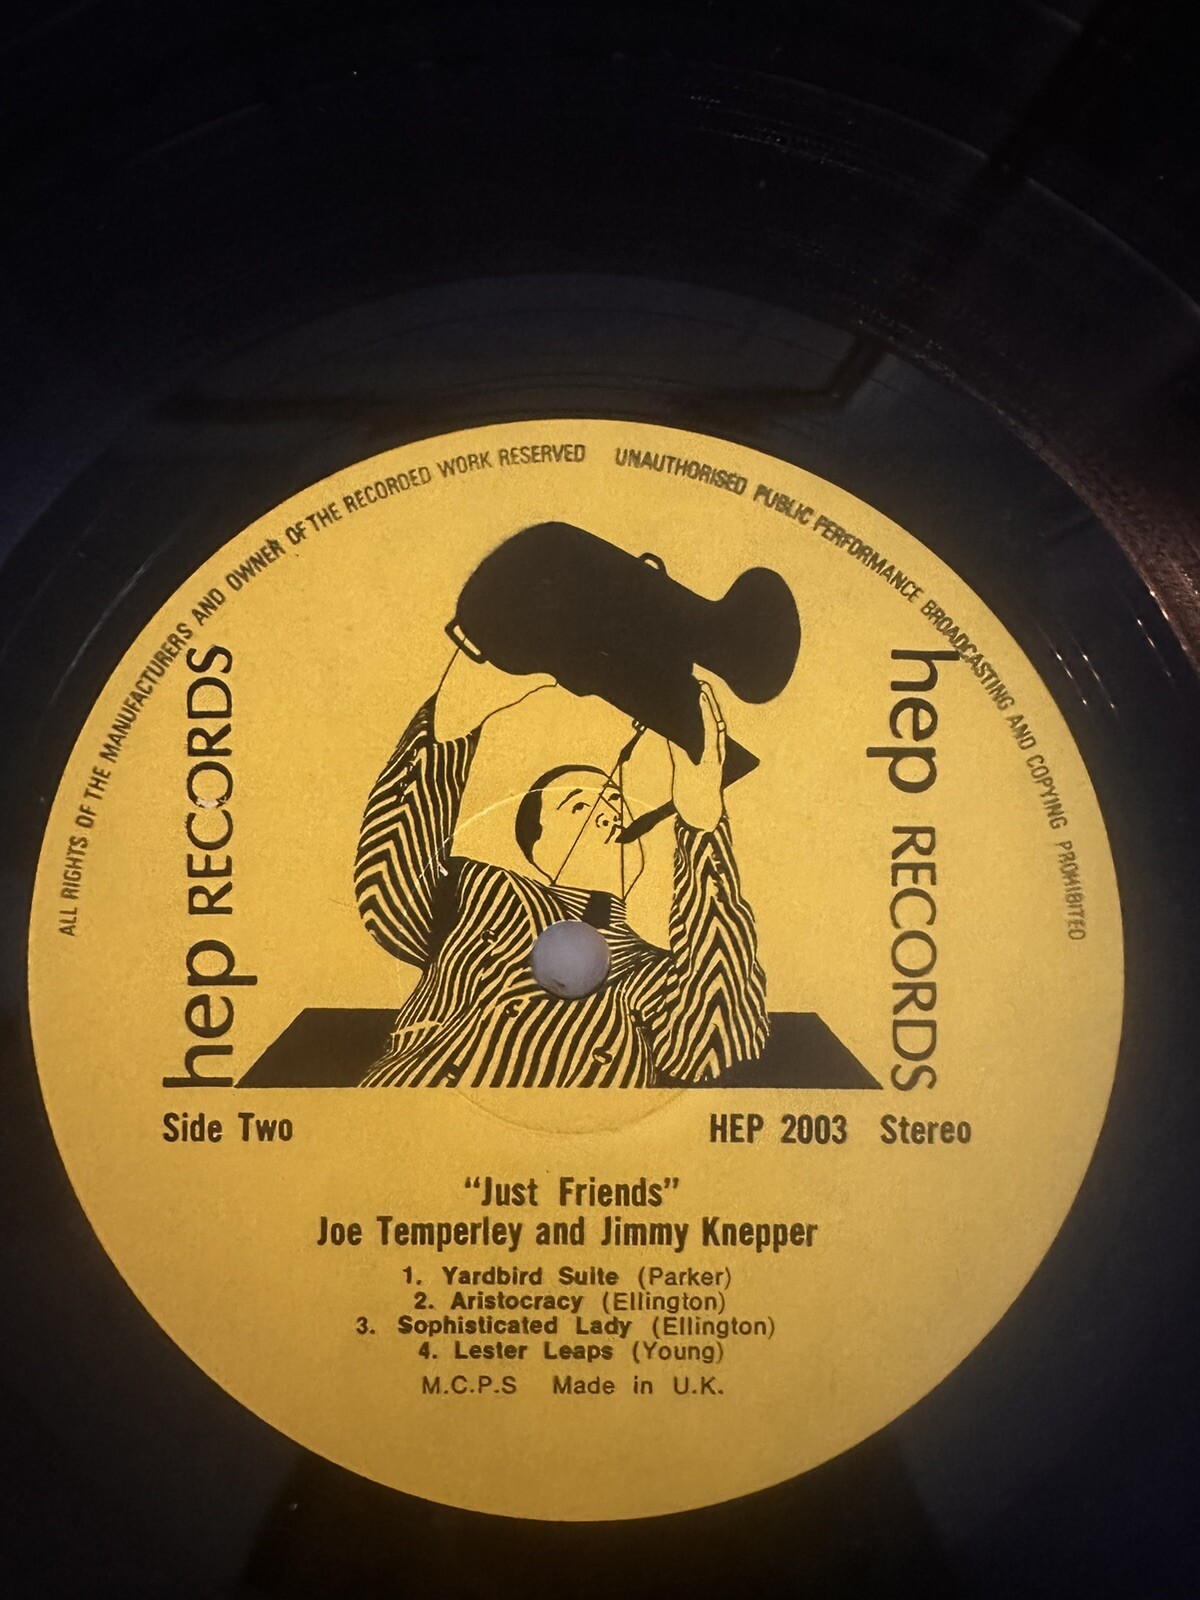 ALL RIGHTS OF THE MANUFACTURERS AND OWNER OF THE RECORDED WORK RESERVED UNAUTHORISED PUBLIC PERFORMANCE BROADCASTING AND COPYING PROHIBITED
hep RECORDS
hep RECORDS
Side Two
HEP 2003 Stereo
"Just Friends"
Joe Temperley and Jimmy Knepper
1. Yardbird Suite (Parker)
2. Aristocracy (Ellington)
3. Sophisticated Lady (Ellington)
4. Lester Leaps (Young)
M.C.P.S Made in U.K.